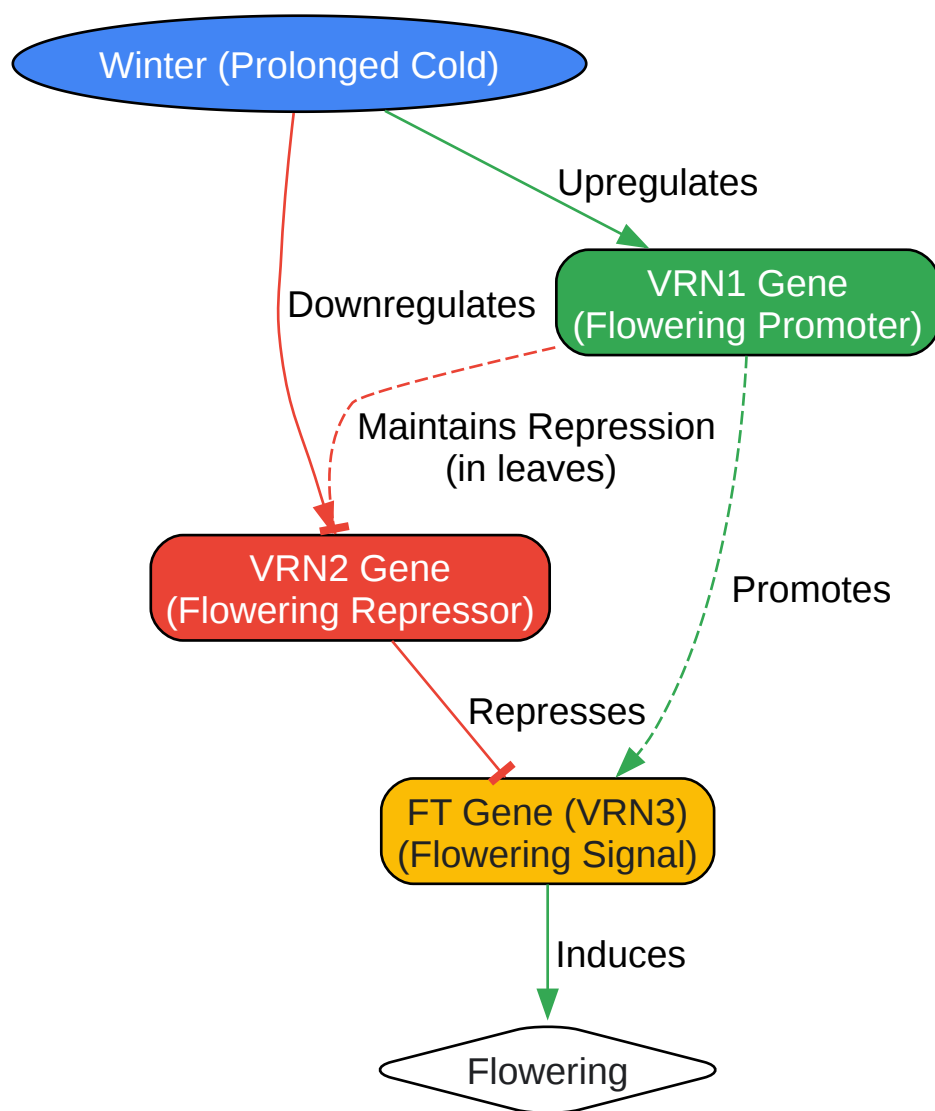 Winter (Prolonged Cold)
Upregulates
VRN1 Gene
(Flowering Promoter)
Downregulates
Maintains Repression
(in leaves)
VRN2 Gene
(Flowering Repressor)
Promotes
Represses
FT Gene (VRN3)
(Flowering Signal)
Induces
Flowering